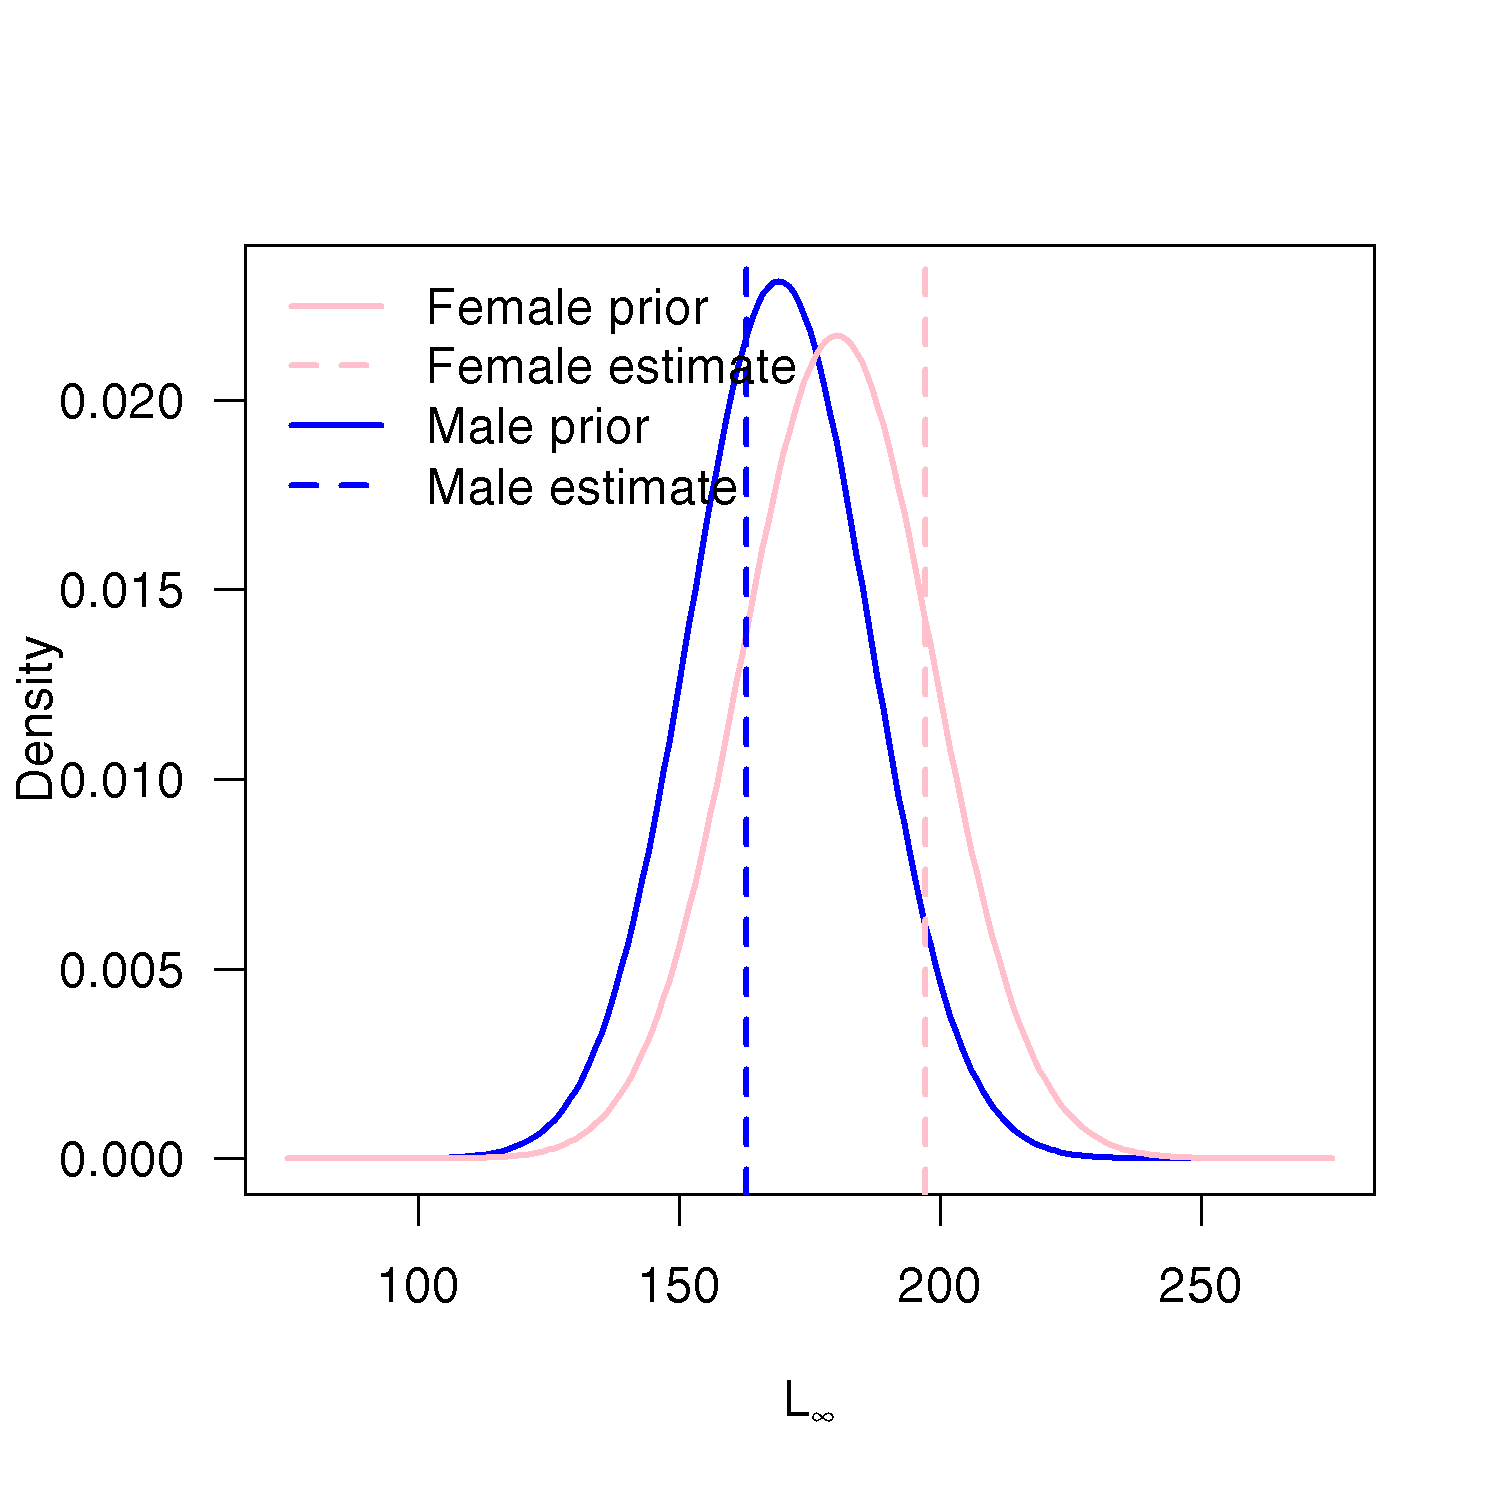 Female prior
Female estimate
Male prior
Male estimate
0.020
0.015
0.010
0.005
0.000
Density
100 150 200 250
L∞